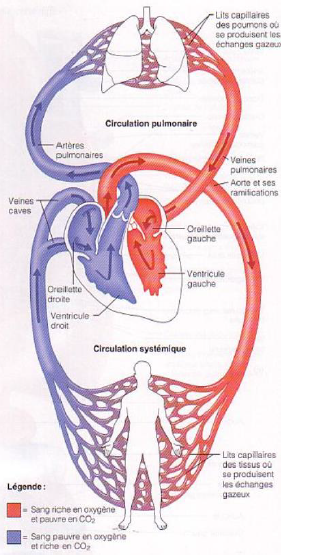 Lits capillaires
des poumons où
se produisent les
échanges gazeux
Circulation pulmonaire
Artères
pulmonaires
Veines
pulmonaires
Aorte et ses
ramifications
Veines
caves
Oreillette
gauche
Ventricule
gauche
Oreillette
droite
Ventricule
droit
Circulation systémique
Lits capillaires
des tissus où
se produisent
les échanges
gazeux
Légende :
= Sang riche en oxygène
et pauvre en CO2
= Sang pauvre en oxygène
et riche en CO2